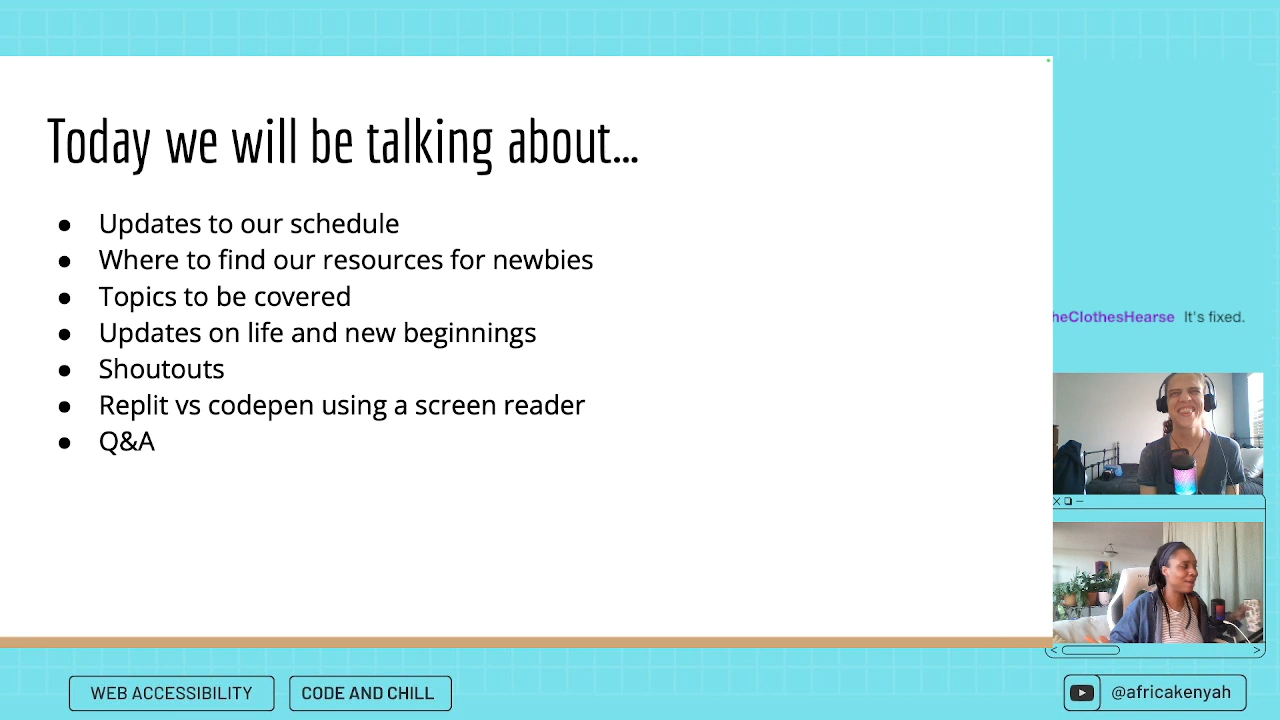 Today we will be talking about...
● Updates to our schedule
● Where to find our resources for newbies
● Topics to be covered
● Updates on life and new beginnings
● Shoutouts
● Replit vs codepen using a screen reader
● Q&A
heClothesHearse It's fixed.
WEB ACCESSIBILITY
CODE AND CHILL
@africakenyah